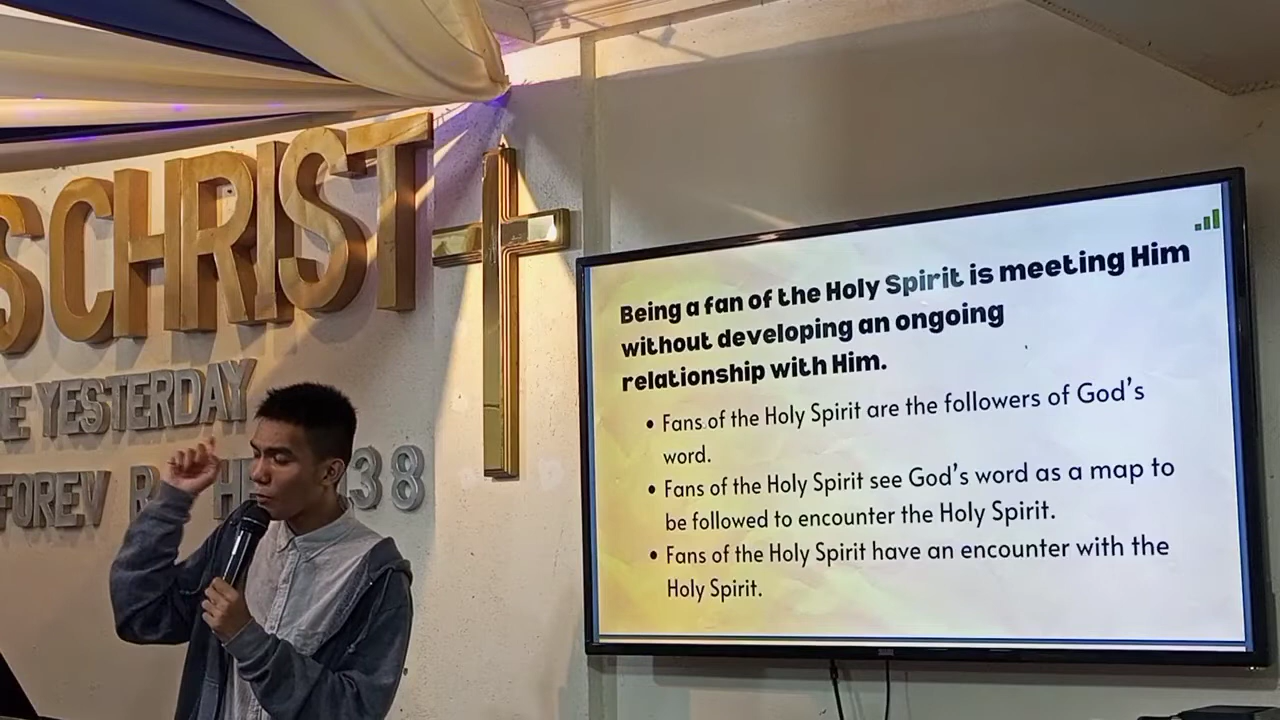 SCHRIST
E YESTERDAY
FOREV R H 38
Being a fan of the Holy Spirit is meeting Him
without developing an ongoing
relationship with Him.
• Fans of the Holy Spirit are the followers of God's
word.
• Fans of the Holy Spirit see God's word as a map to
be followed to encounter the Holy Spirit.
• Fans of the Holy Spirit have an encounter with the
Holy Spirit.